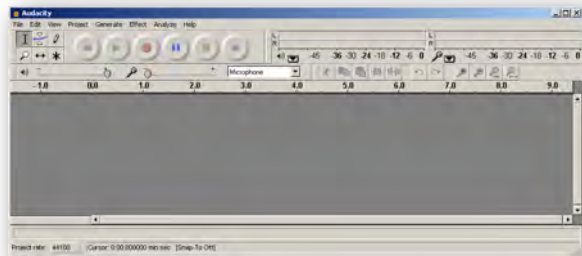 Audacity
File Edit View Project Generate Effect Analyze Help
L
R
-45 -36 -30 -24 -18 -12 -6 0
L
R
-45 -36 -30 -24 -18 -12 -6 0
Microphone
-1.0 0.0 1.0 2.0 3.0 4.0 5.0 6.0 7.0 8.0 9.0
Project rate: 44100 Cursor: 0:00.000000 min:sec [Snap-To Off]